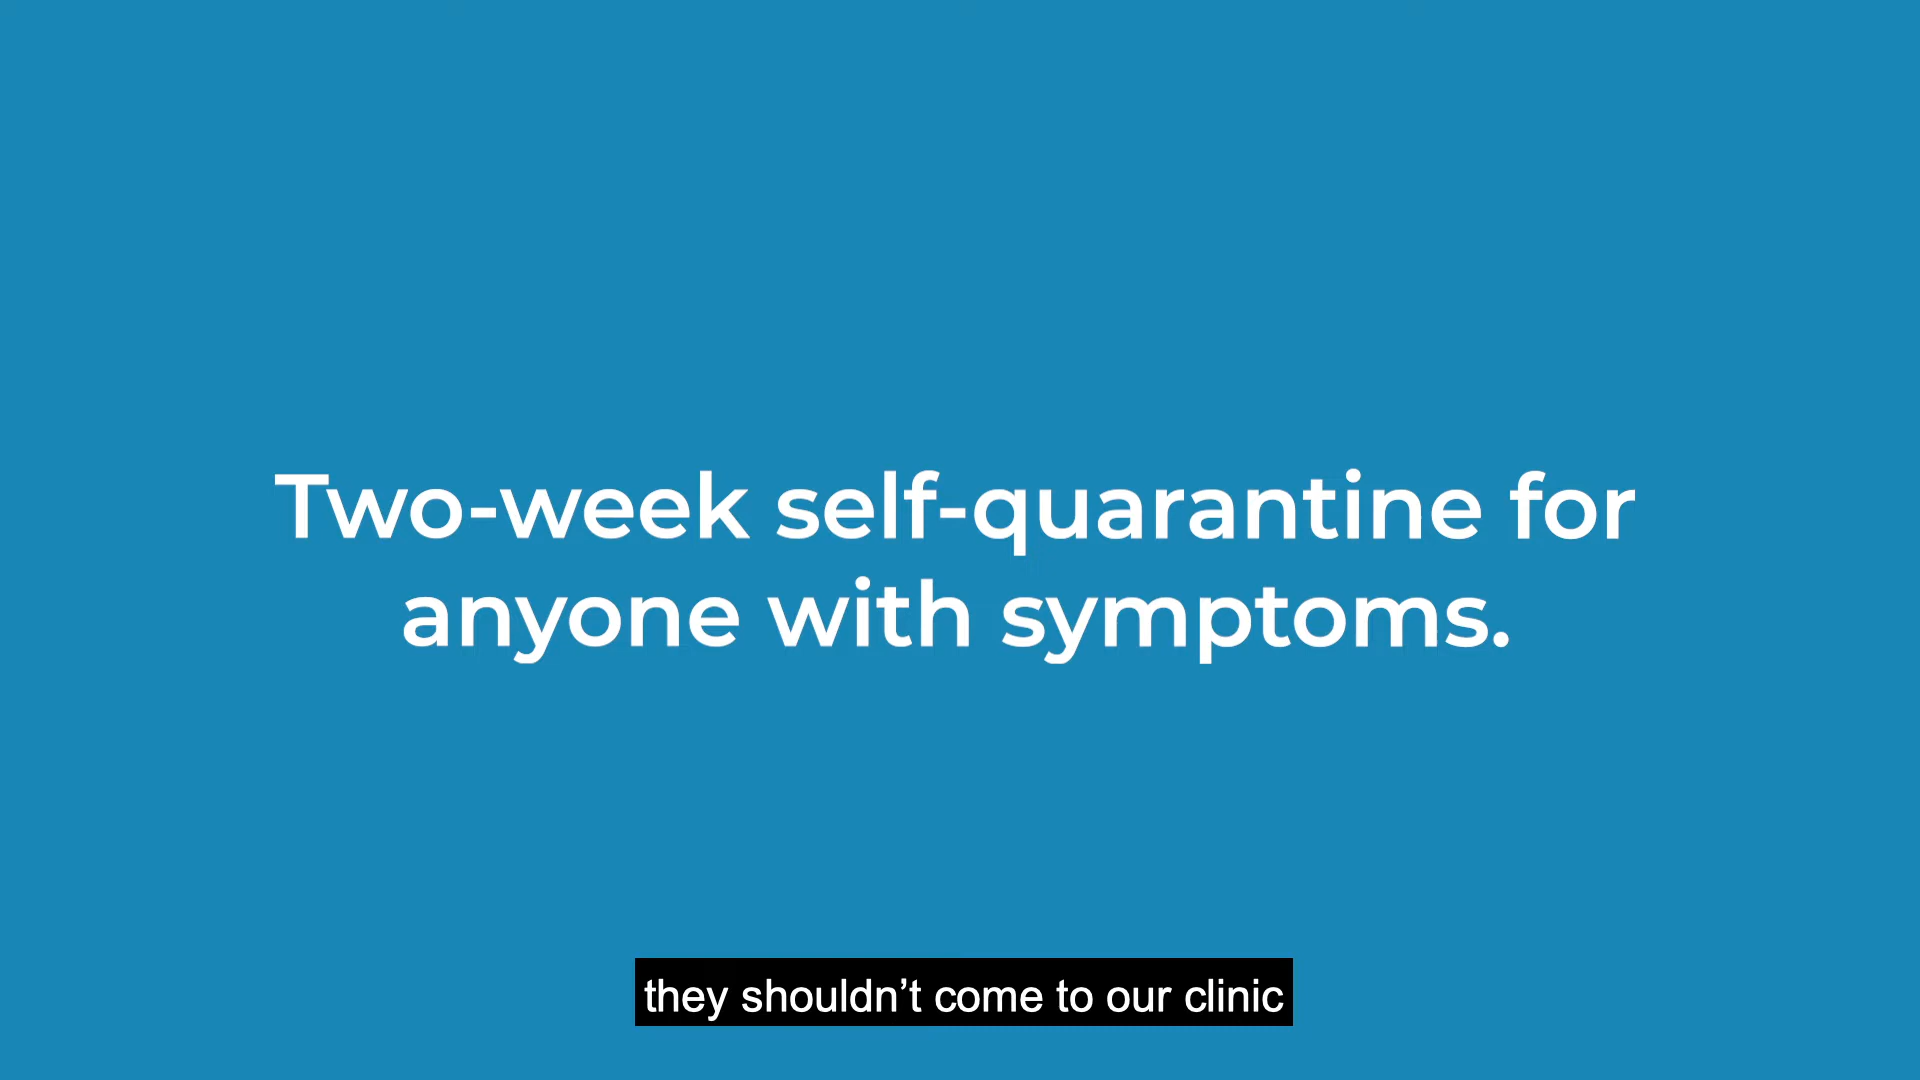 Two-week self-quarantine for
anyone with symptoms.
they shouldn’t come to our clinic